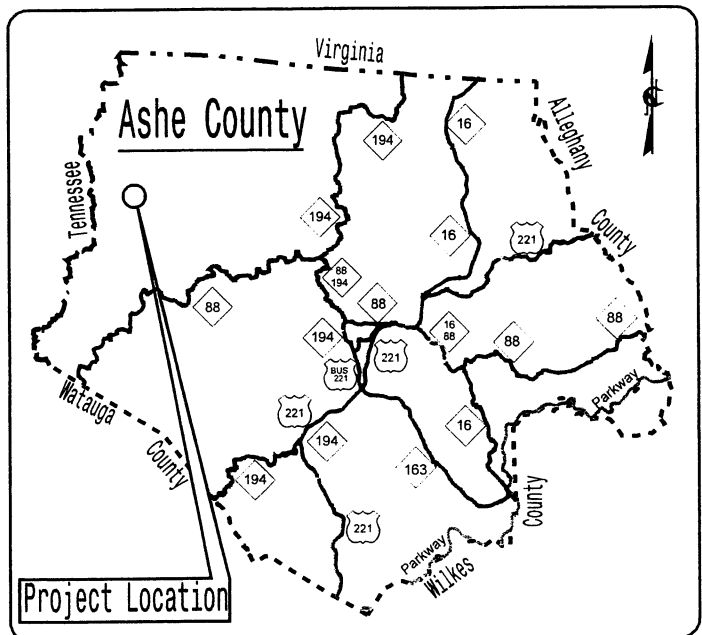 Virginia
Ashe County
194
16
Alleghany
Tennessee
194
16
221
County
88
194
88
88
194
16
88
88
88
BUS
221
221
Parkway
Watauga
County
221
194
16
194
163
221
County
Parkway
Wilkes
Project Location